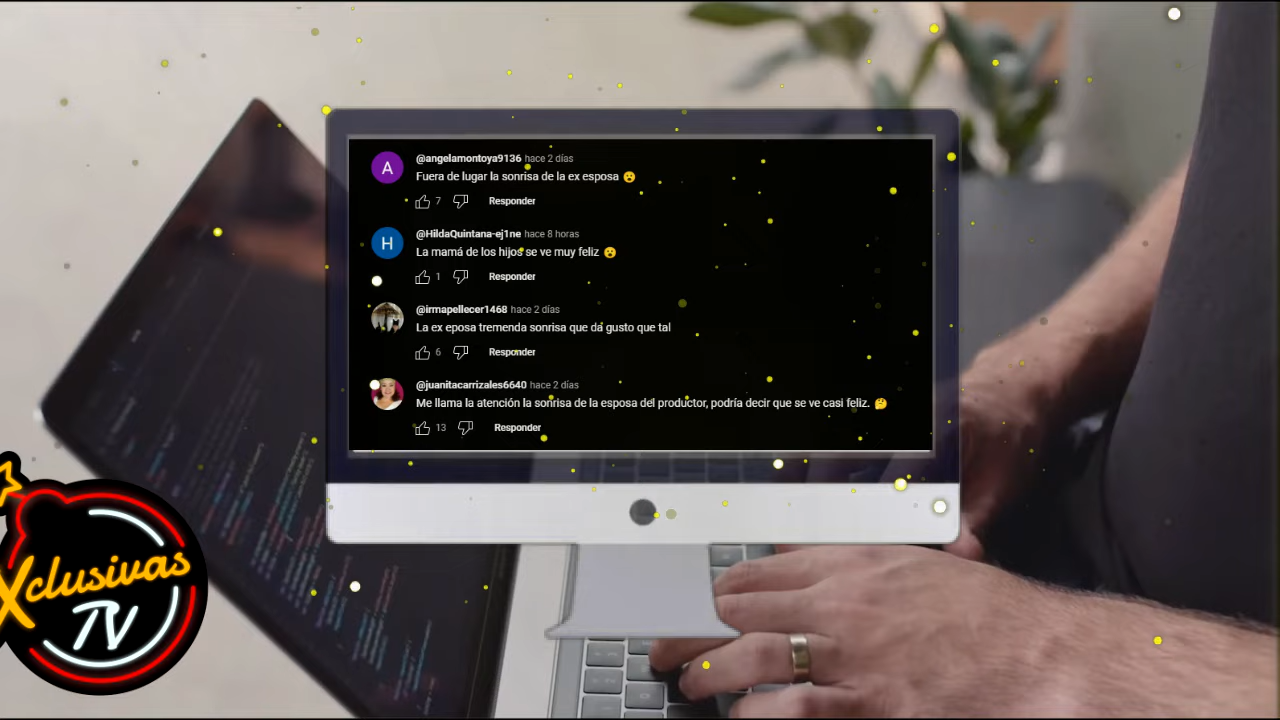 @angelamontoya9136 hace 2 días
Fuera de lugar la sonrisa de la ex esposa 😮
7 Responder
@HildaQuintana-ej1ne hace 8 horas
La mamá de los hijos se ve muy feliz 😮
1 Responder
@irmapellecer1468 hace 2 días
La ex eposa tremenda sonrisa que da gusto que tal
6 Responder
@juanitacarrizales6640 hace 2 días
Me llama la atención la sonrisa de la esposa del productor, podría decir que se ve casi feliz. 🤔
13 Responder
A
H
Xclusivas
TV